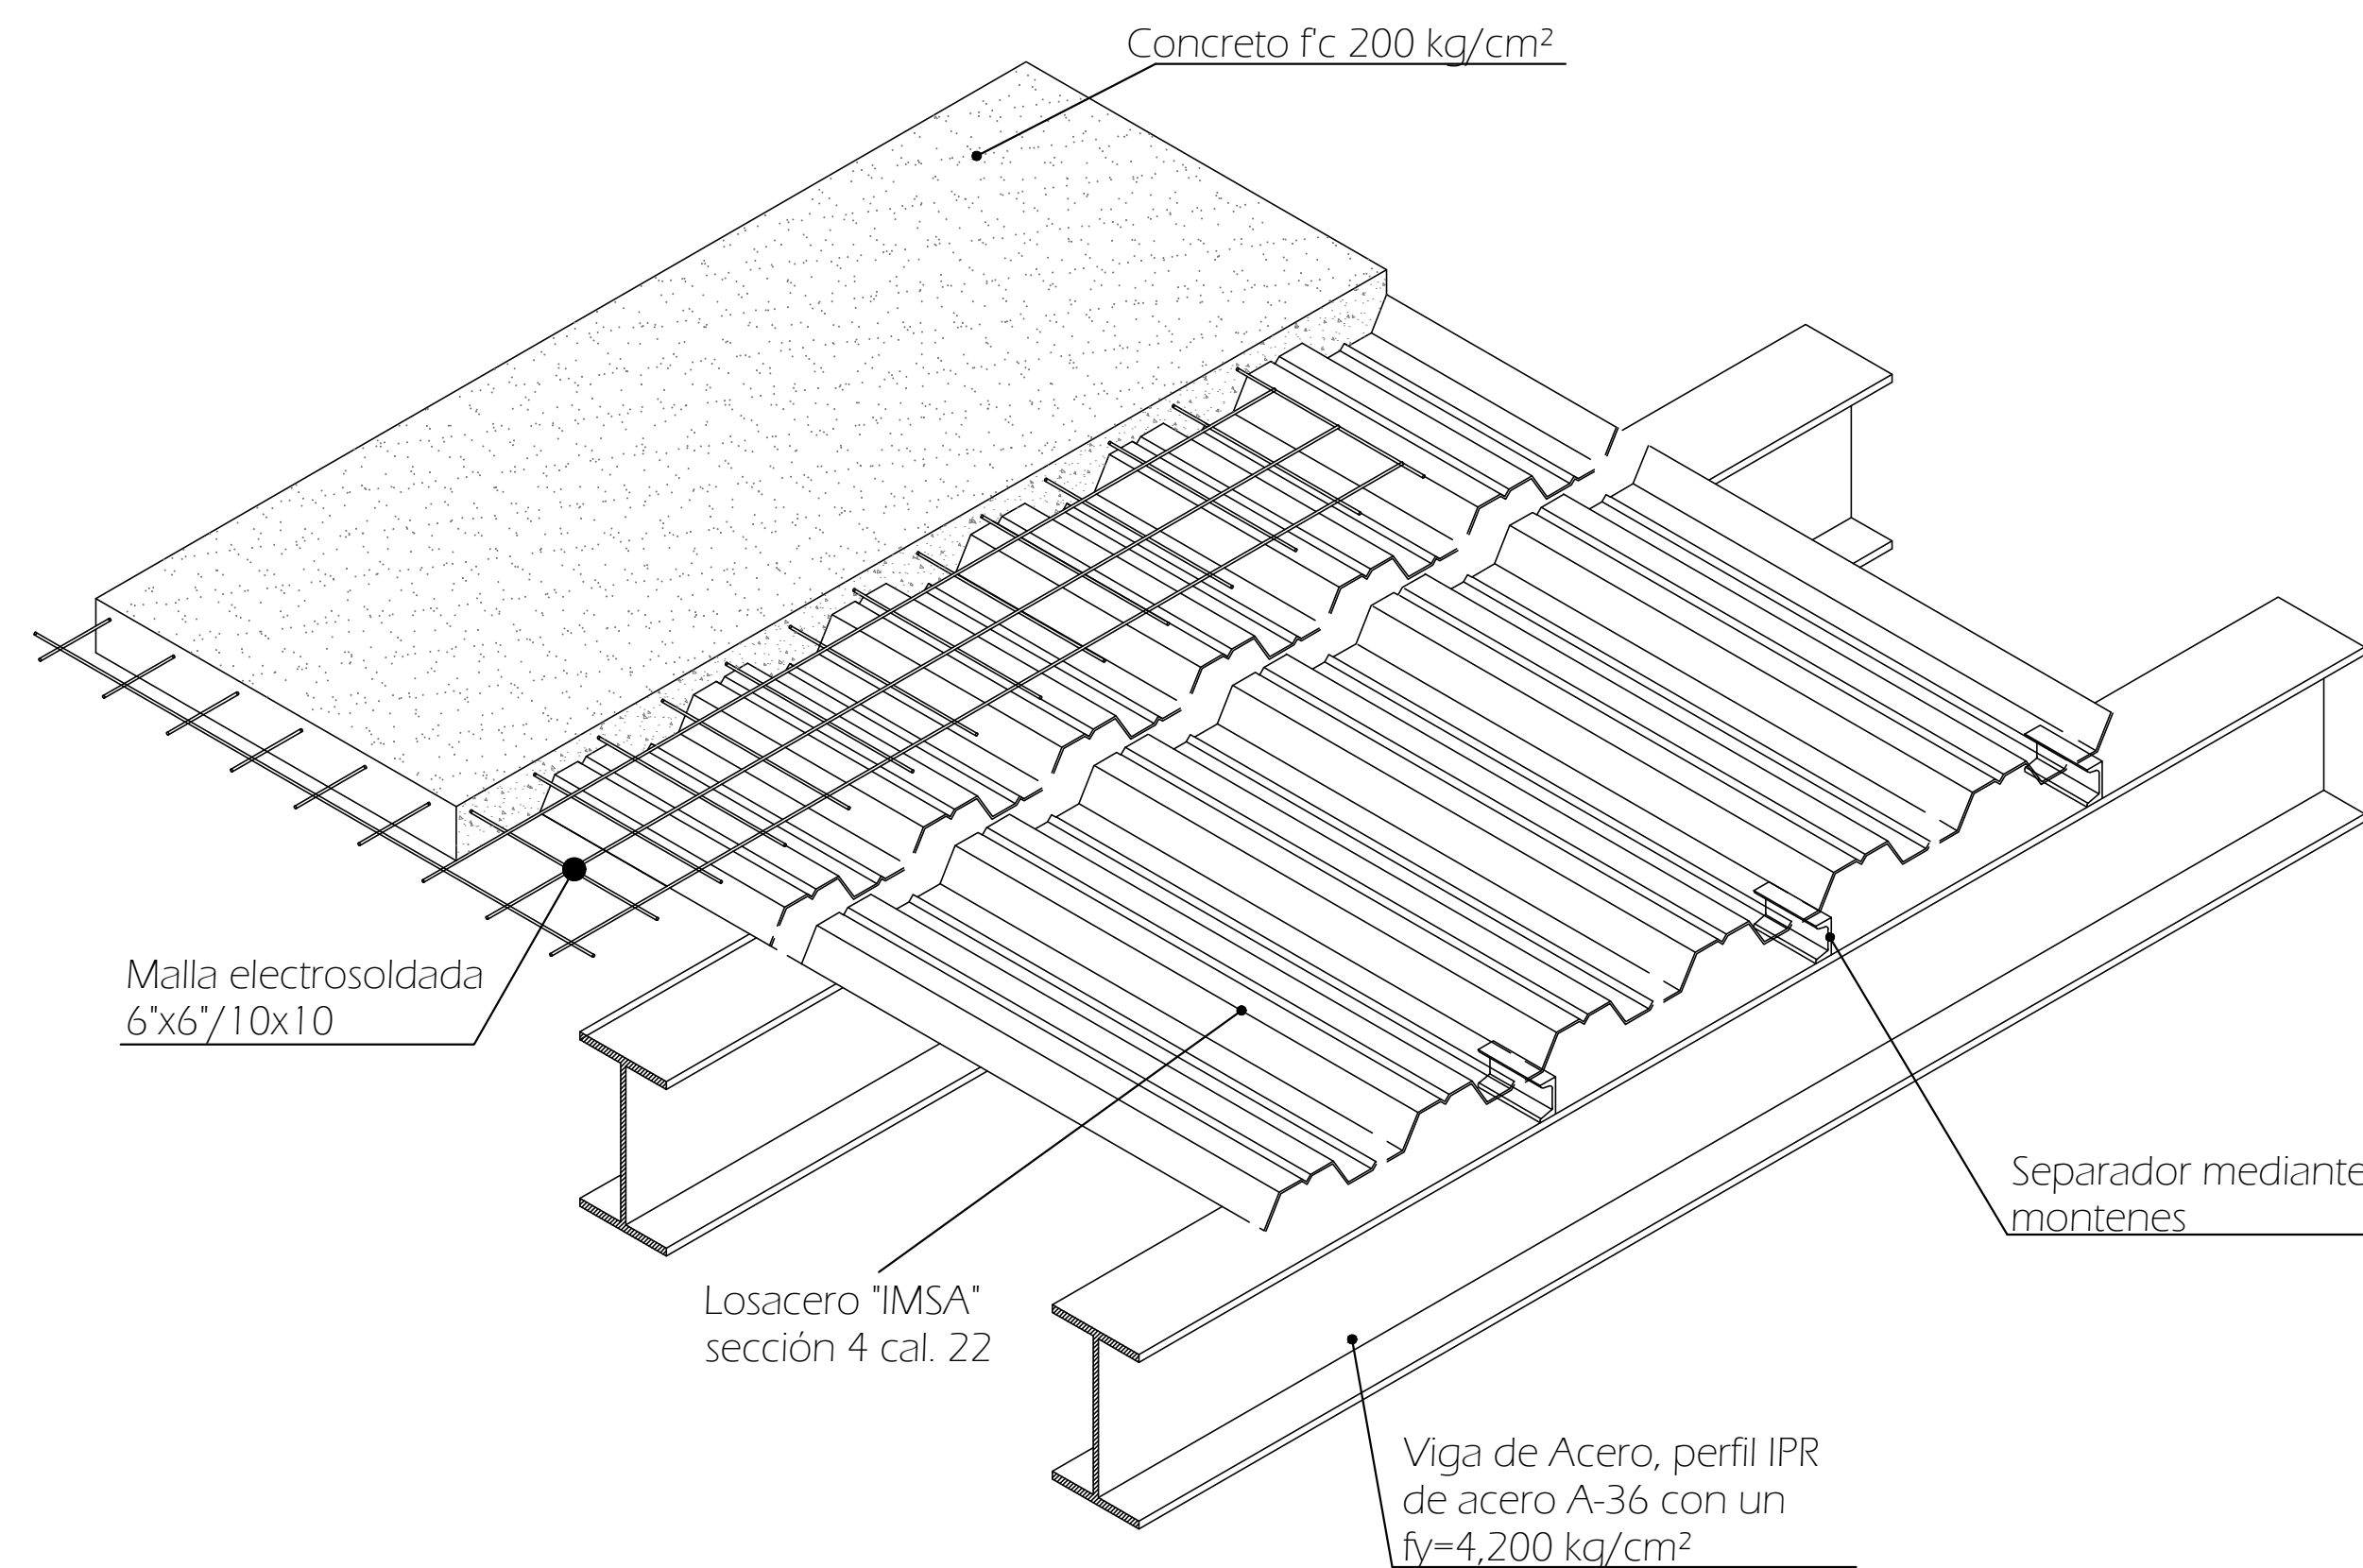 Concreto f'c 200 kg/cm²
Malla electrosoldada
6"x6"/10x10
Separador mediante
montenes
Losacero "IMSA"
sección 4 cal. 22
Viga de Acero, perfil IPR
de acero A-36 con un
fy=4,200 kg/cm²